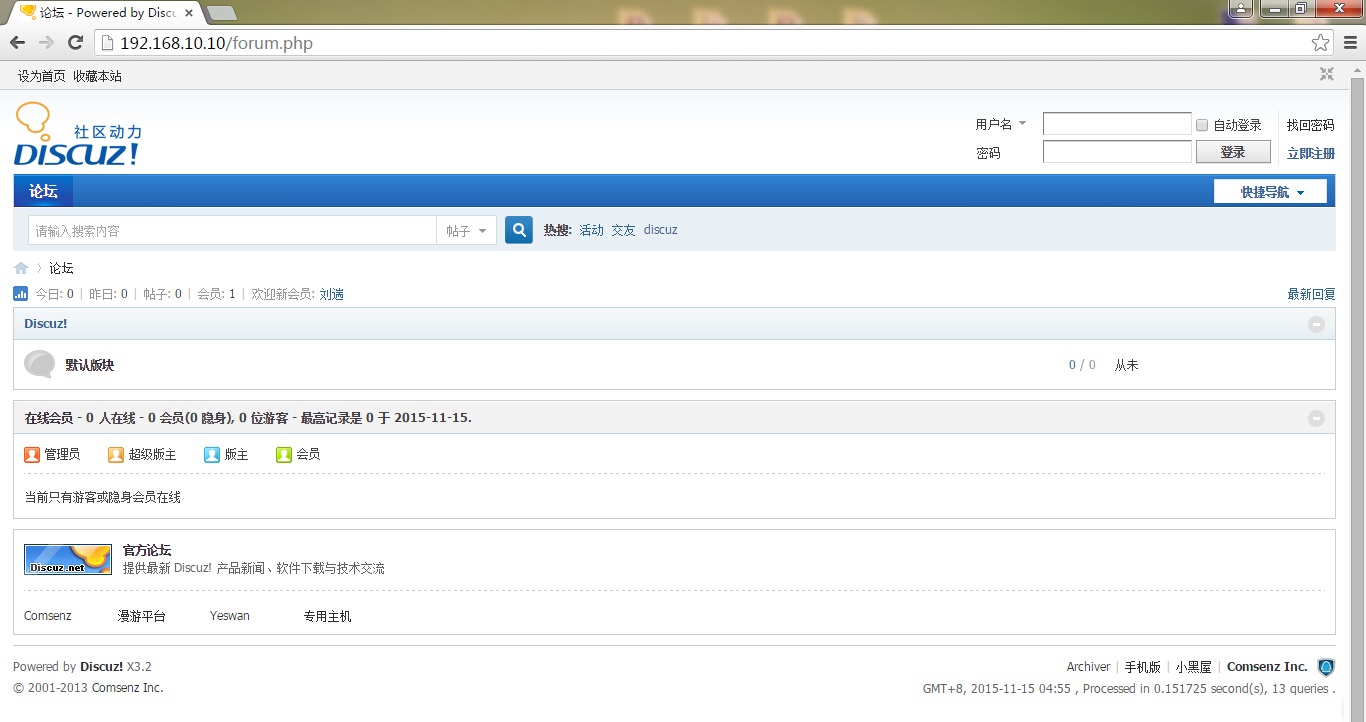 论坛 - Powered by Discu
192.168.10.10/forum.php
设为首页 收藏本站
社区动力
DISCUZ!
用户名 自动登录 找回密码
密码 登录 立即注册
论坛 快捷导航
请输入搜索内容 帖子 热搜: 活动 交友 discuz
论坛
今日: 0 | 昨日: 0 | 帖子: 0 | 会员: 1 | 欢迎新会员: 刘遄 最新回复
Discuz!
默认版块 0 / 0 从未
在线会员 - 0 人在线 - 0 会员(0 隐身), 0 位游客 - 最高记录是 0 于 2015-11-15.
管理员 超级版主 版主 会员
当前只有游客或隐身会员在线
Discuz.net 官方论坛
提供最新 Discuz! 产品新闻、软件下载与技术交流
Comsenz 漫游平台 Yeswan 专用主机
Powered by Discuz! X3.2 Archiver | 手机版 | 小黑屋 | Comsenz Inc.
© 2001-2013 Comsenz Inc. GMT+8, 2015-11-15 04:55 , Processed in 0.151725 second(s), 13 queries .